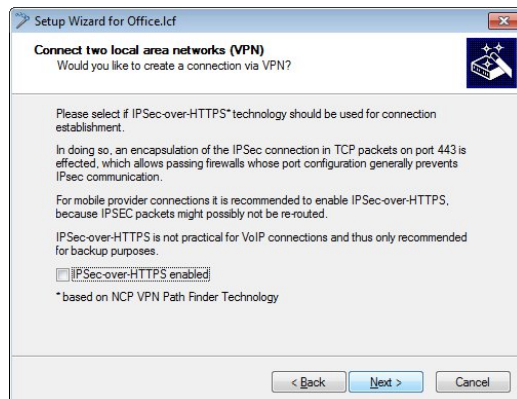 Setup Wizard for Office.lcf
Connect two local area networks (VPN)
Would you like to create a connection via VPN?
Please select if IPSec-over-HTTPS* technology should be used for connection
establishment.
In doing so, an encapsulation of the IPSec connection in TCP packets on port 443 is
effected, which allows passing firewalls whose port configuration generally prevents
IPsec communication.
For mobile provider connections it is recommended to enable IPSec-over-HTTPS,
because IPSEC packets might possibly not be re-routed.
IPSec-over-HTTPS is not practical for VoIP connections and thus only recommended
for backup purposes.
IPSec-over-HTTPS enabled
* based on NCP VPN Path Finder Technology
< Back
Next >
Cancel